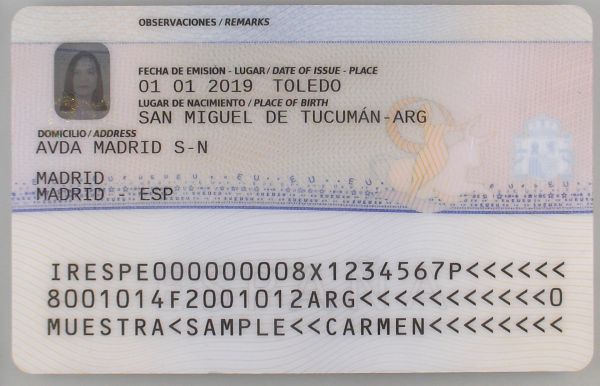 OBSERVACIONES / REMARKS
FECHA DE EMISIÓN - LUGAR / DATE OF ISSUE - PLACE
01 01 2019 TOLEDO
LUGAR DE NACIMIENTO / PLACE OF BIRTH
SAN MIGUEL DE TUCUMÁN-ARG
DOMICILIO / ADDRESS
AVDA MADRID S-N
MADRID
MADRID - ESP
IRESPE000000008X1234567P<<<<<<
8001014F2001012ARG<<<<<<<<<<<0
MUESTRA<SAMPLE<<CARMEN<<<<<<<<